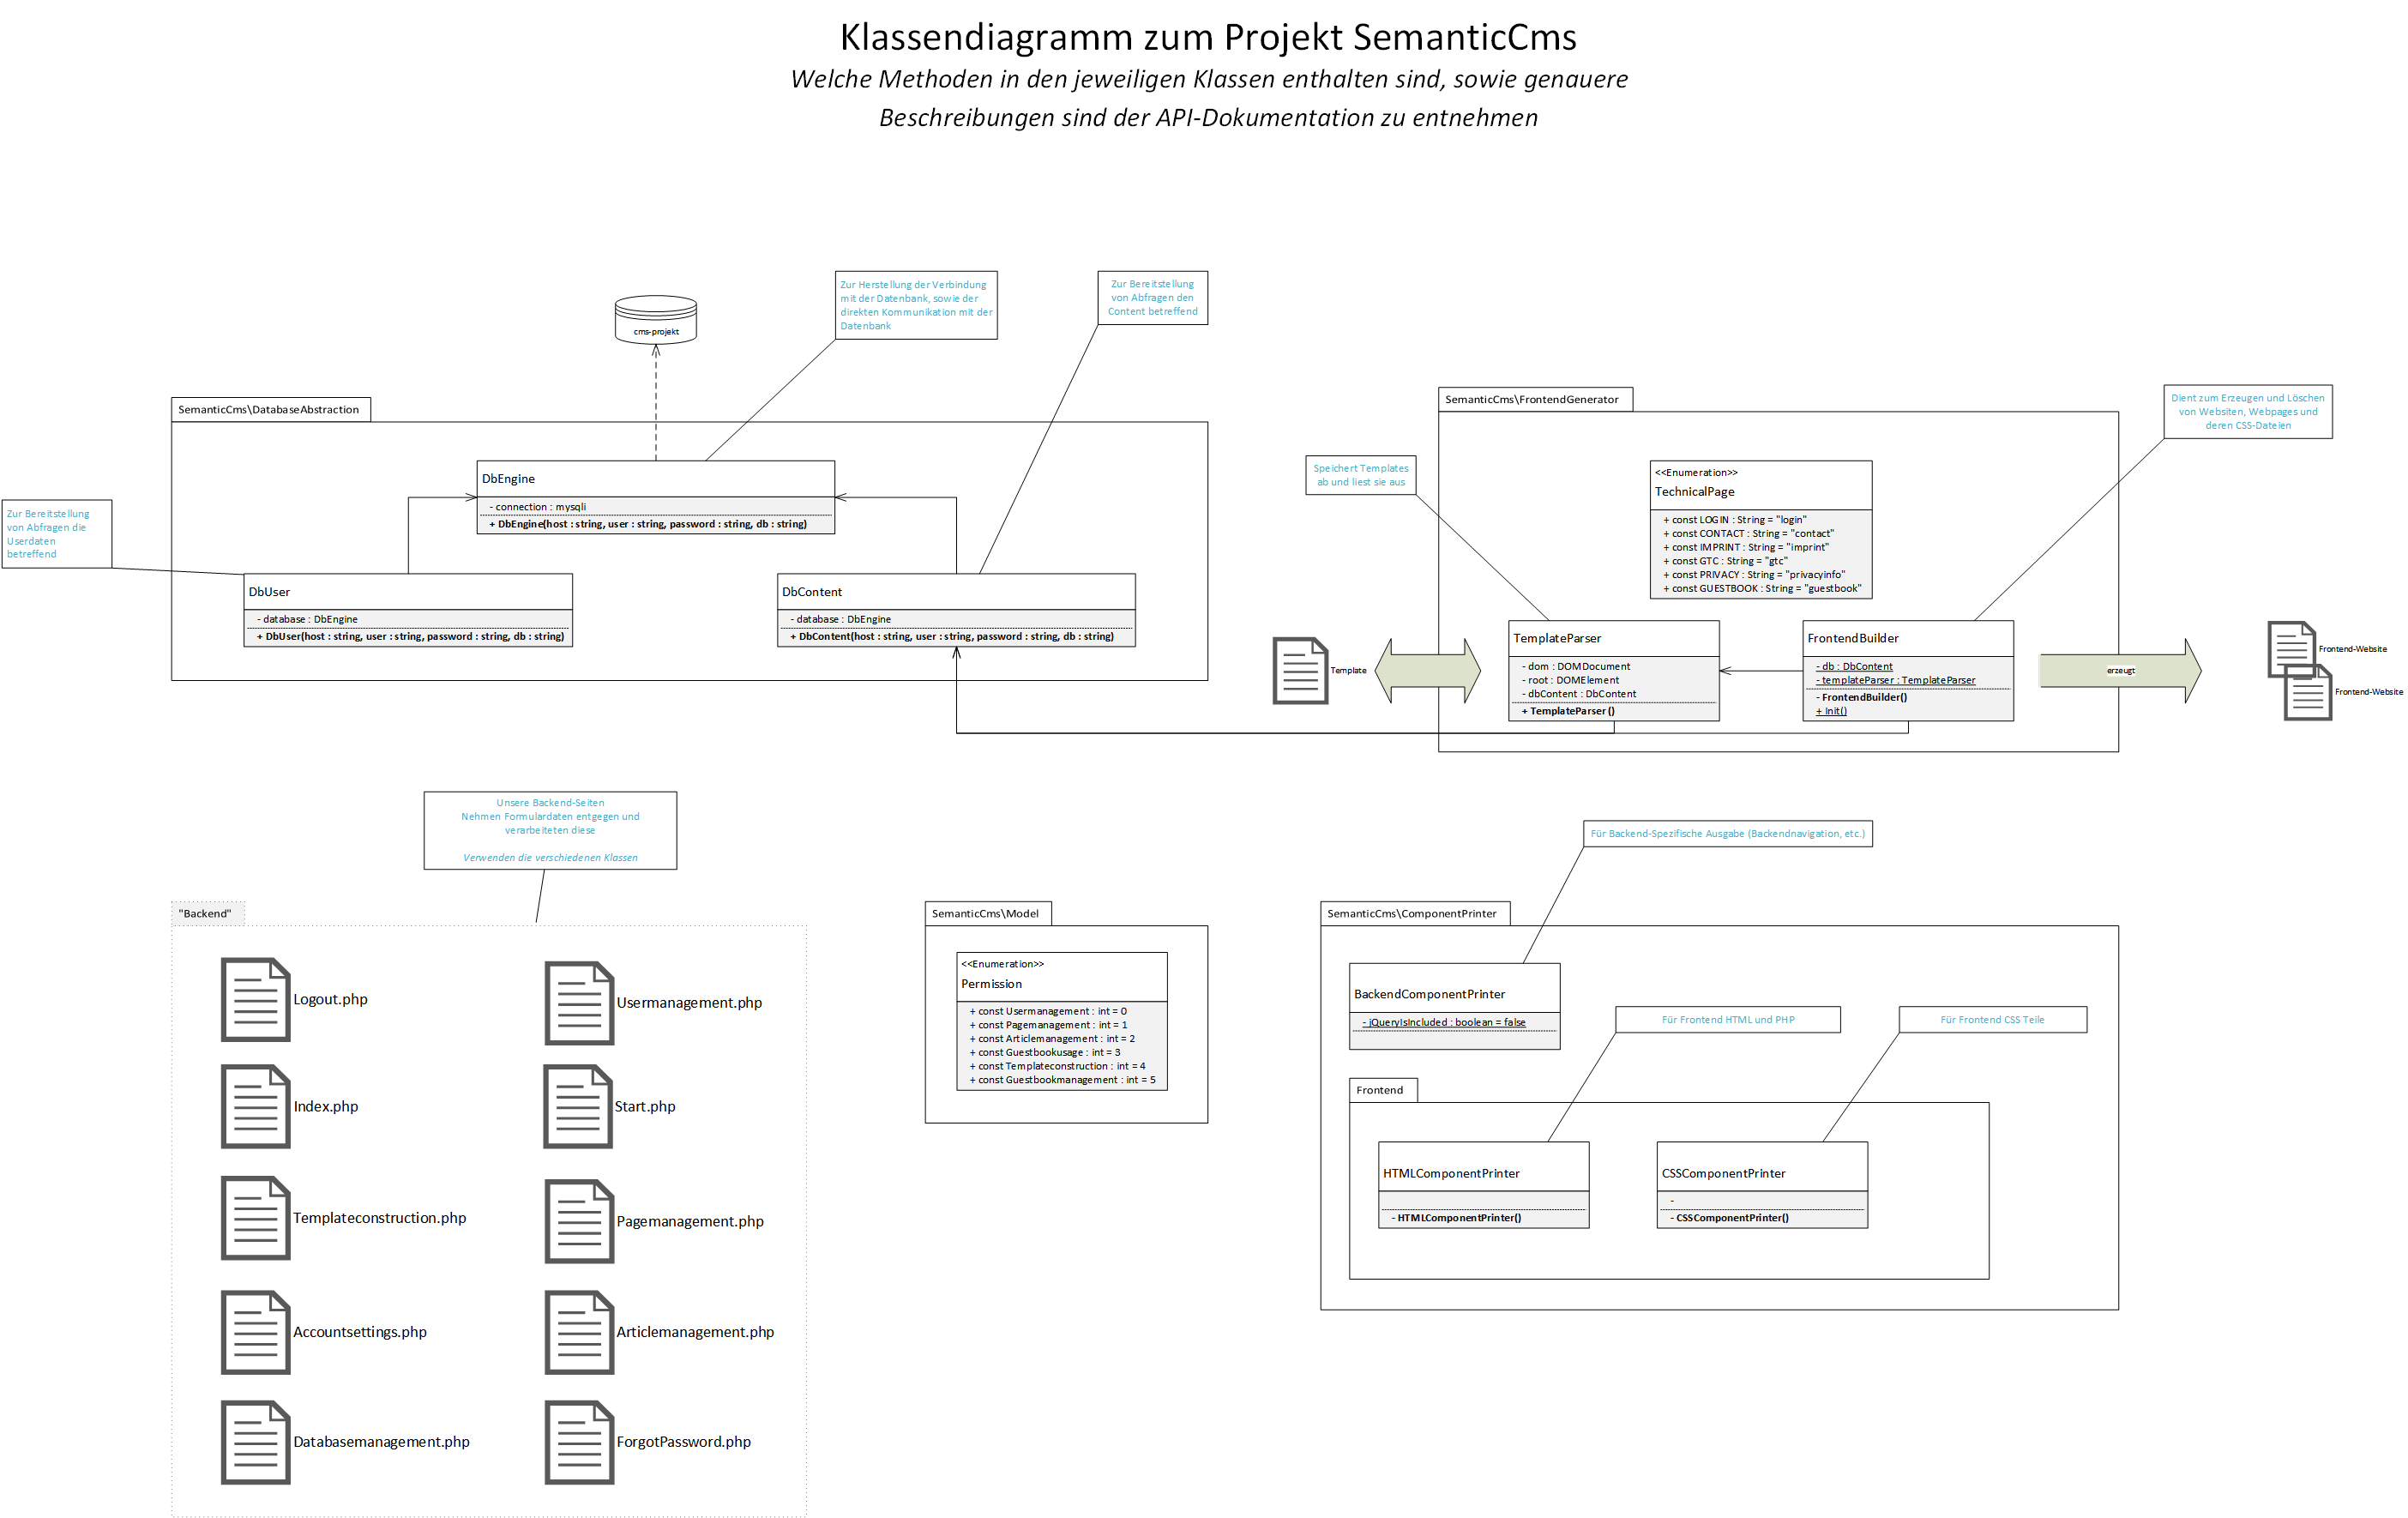 Klassendiagramm zum Projekt SemanticCms
Welche Methoden in den jeweiligen Klassen enthalten sind, sowie genauere
Beschreibungen sind der API-Dokumentation zu entnehmen
cms-projekt
Zur Herstellung der Verbindung
mit der Datenbank, sowie der
direkten Kommunikation mit der
Datenbank
Zur Bereitstellung
von Abfragen den
Content betreffend
SemanticCms\DatabaseAbstraction
DbEngine
- connection : mysqli
+ DbEngine(host : string, user : string, password : string, db : string)
Zur Bereitstellung
von Abfragen die
Userdaten
betreffend
DbUser
- database : DbEngine
+ DbUser(host : string, user : string, password : string, db : string)
DbContent
- database : DbEngine
+ DbContent(host : string, user : string, password : string, db : string)
SemanticCms\FrontendGenerator
Dient zum Erzeugen und Löschen
von Websiten, Webpages und
deren CSS-Dateien
Speichert Templates
ab und liest sie aus
<<Enumeration>>
TechnicalPage
+ const LOGIN : String = "login"
+ const CONTACT : String = "contact"
+ const IMPRINT : String = "imprint"
+ const GTC : String = "gtc"
+ const PRIVACY : String = "privacyinfo"
+ const GUESTBOOK : String = "guestbook"
Template
TemplateParser
- dom : DOMDocument
- root : DOMElement
- dbContent : DbContent
+ TemplateParser ()
FrontendBuilder
- db : DbContent
- templateParser : TemplateParser
- FrontendBuilder()
+ Init()
erzeugt
Frontend-Website
Frontend-Website
Unsere Backend-Seiten
Nehmen Formulardaten entgegen und
verarbeiteten diese
Verwenden die verschiedenen Klassen
"Backend"
Logout.php
Usermanagement.php
Index.php
Start.php
Templateconstruction.php
Pagemanagement.php
Accountsettings.php
Articlemanagement.php
Databasemanagement.php
ForgotPassword.php
SemanticCms\Model
<<Enumeration>>
Permission
+ const Usermanagement : int = 0
+ const Pagemanagement : int = 1
+ const Articlemanagement : int = 2
+ const Guestbookusage : int = 3
+ const Templateconstruction : int = 4
+ const Guestbookmanagement : int = 5
Für Backend-Spezifische Ausgabe (Backendnavigation, etc.)
SemanticCms\ComponentPrinter
BackendComponentPrinter
- jQueryIsIncluded : boolean = false
Für Frontend HTML und PHP
Für Frontend CSS Teile
Frontend
HTMLComponentPrinter
- HTMLComponentPrinter()
CSSComponentPrinter
-
- CSSComponentPrinter()